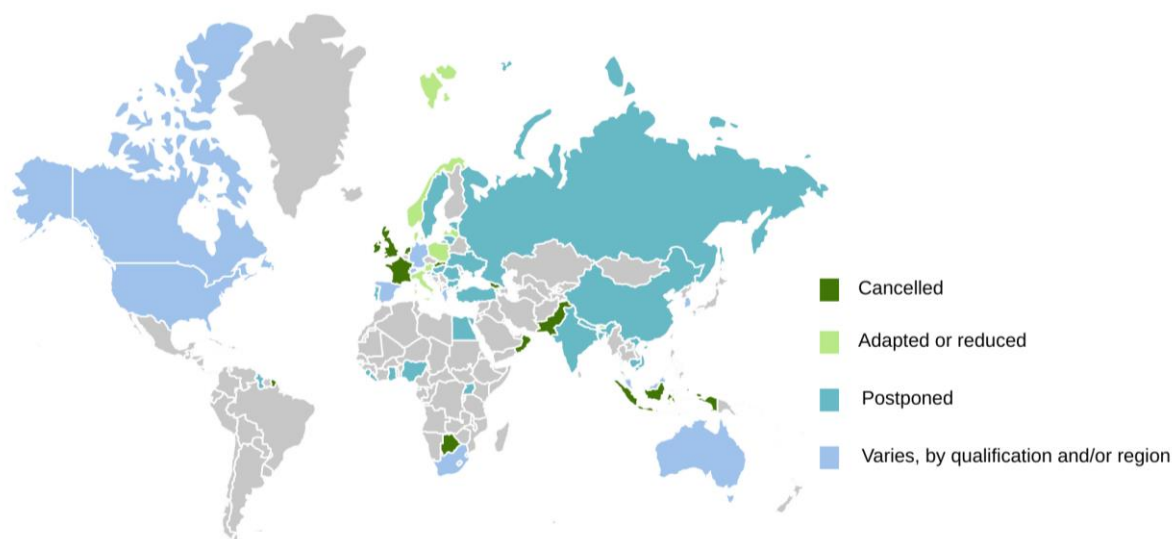 Cancelled
Adapted or reduced
Postponed
Varies, by qualification and/or region